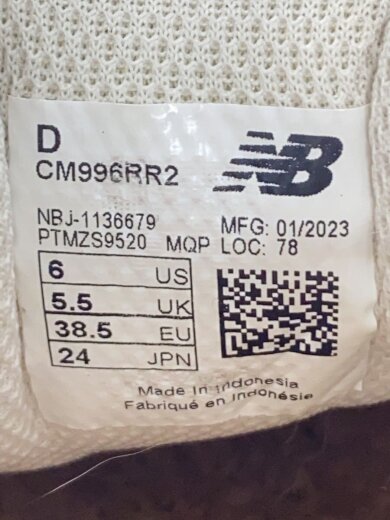 D
CM996RR2
NB
NBJ-1136679
PTMZS9520 MQP
MFG: 01/2023
LOC: 78
6 US
5.5 UK
38.5 EU
24 JPN
Made In Indonesia
Fabriqué en Indonésie